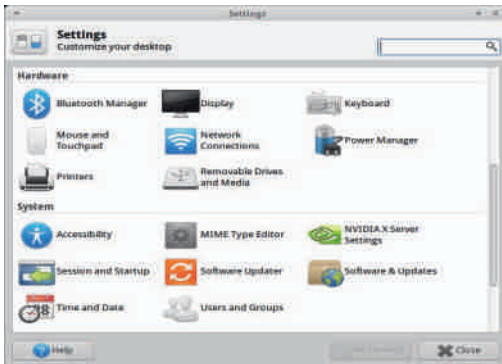 Settings
Settings
Customize your desktop
Hardware
Bluetooth Manager
Display
Keyboard
Mouse and
Touchpad
Network
Connections
Power Manager
Printers
Removable Drives
and Media
System
Accessibility
MIME Type Editor
NVIDIA X Server
Settings
Session and Startup
Software Updater
Software & Updates
Time and Date
Users and Groups
Help
Close